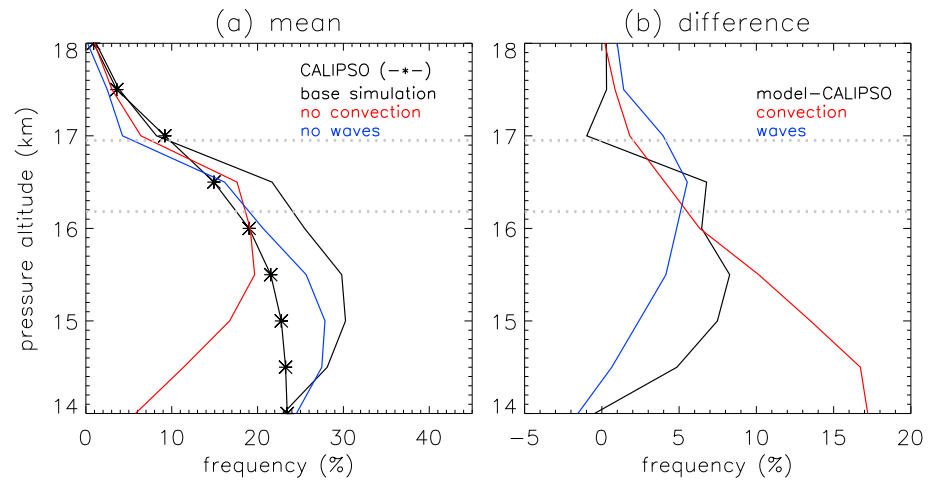 (a) mean
(b) difference
CALIPSO (-*-)
base simulation
no convection
no waves
model-CALIPSO
convection
waves
pressure altitude (km)
18
17
16
15
14
0
10
20
30
40
frequency (%)
18
17
16
15
14
-5
0
5
10
15
20
frequency (%)